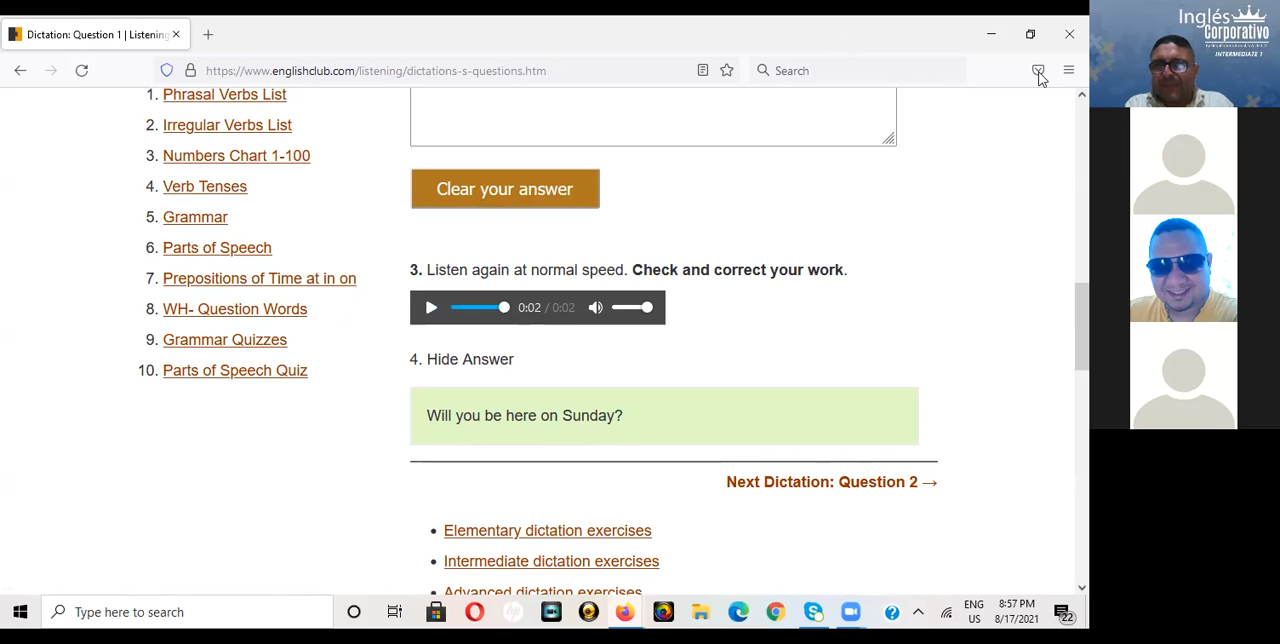 Dictation: Question 1 | Listening
https://www.englishclub.com/listening/dictations-s-questions.htm
Search
1. Phrasal Verbs List
2. Irregular Verbs List
3. Numbers Chart 1-100
4. Verb Tenses
5. Grammar
6. Parts of Speech
7. Prepositions of Time at in on
8. WH- Question Words
9. Grammar Quizzes
10. Parts of Speech Quiz
Clear your answer
3. Listen again at normal speed. Check and correct your work.
0:02 / 0:02
4. Hide Answer
Will you be here on Sunday?
Next Dictation: Question 2 →
• Elementary dictation exercises
• Intermediate dictation exercises
Advanced dictation exercises
Inglés
Corporativo
INTERMEDIATE 1
Type here to search
hp
ENG
US
8:57 PM
8/17/2021
22